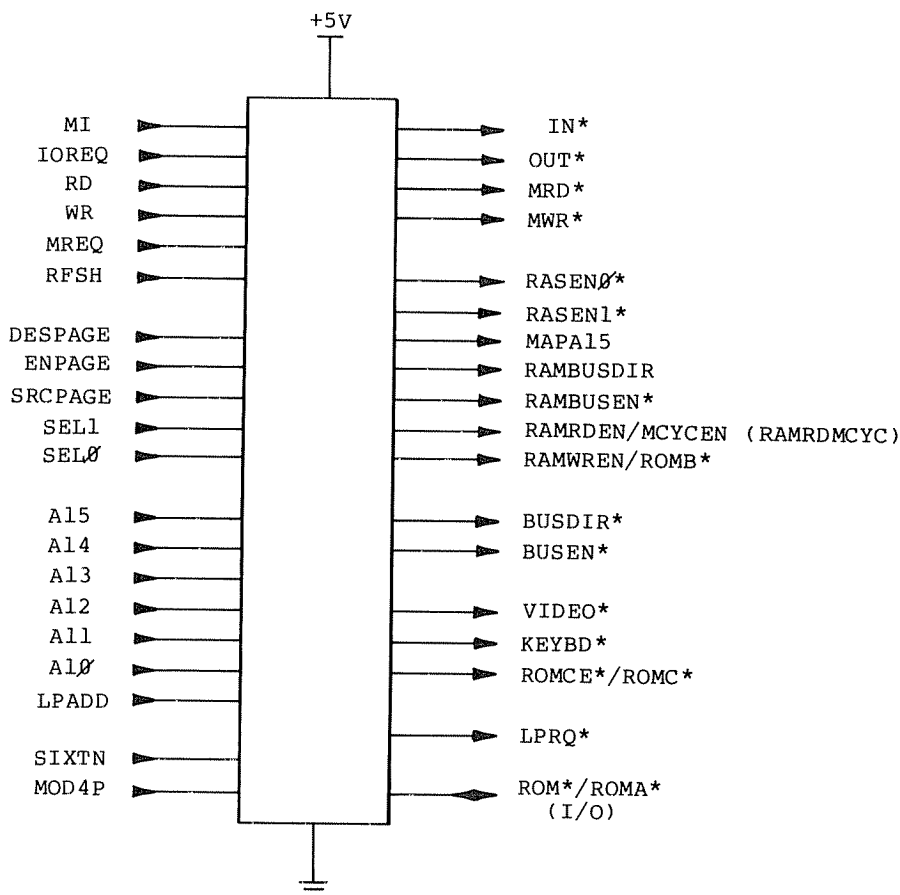 +5V
MI
IOREQ
RD
WR
MREQ
RFSH
DESPAGE
ENPAGE
SRCPAGE
SEL1
SELØ
A15
A14
A13
A12
A11
A1Ø
LPADD
SIXTN
MOD4P
IN*
OUT*
MRD*
MWR*
RASENØ*
RASEN1*
MAPA15
RAMBUSDIR
RAMBUSEN*
RAMRDEN/MCYCEN (RAMRDMCYC)
RAMWREN/ROMB*
BUSDIR*
BUSEN*
VIDEO*
KEYBD*
ROMCE*/ROMC*
LPRQ*
ROM*/ROMA*
(I/O)